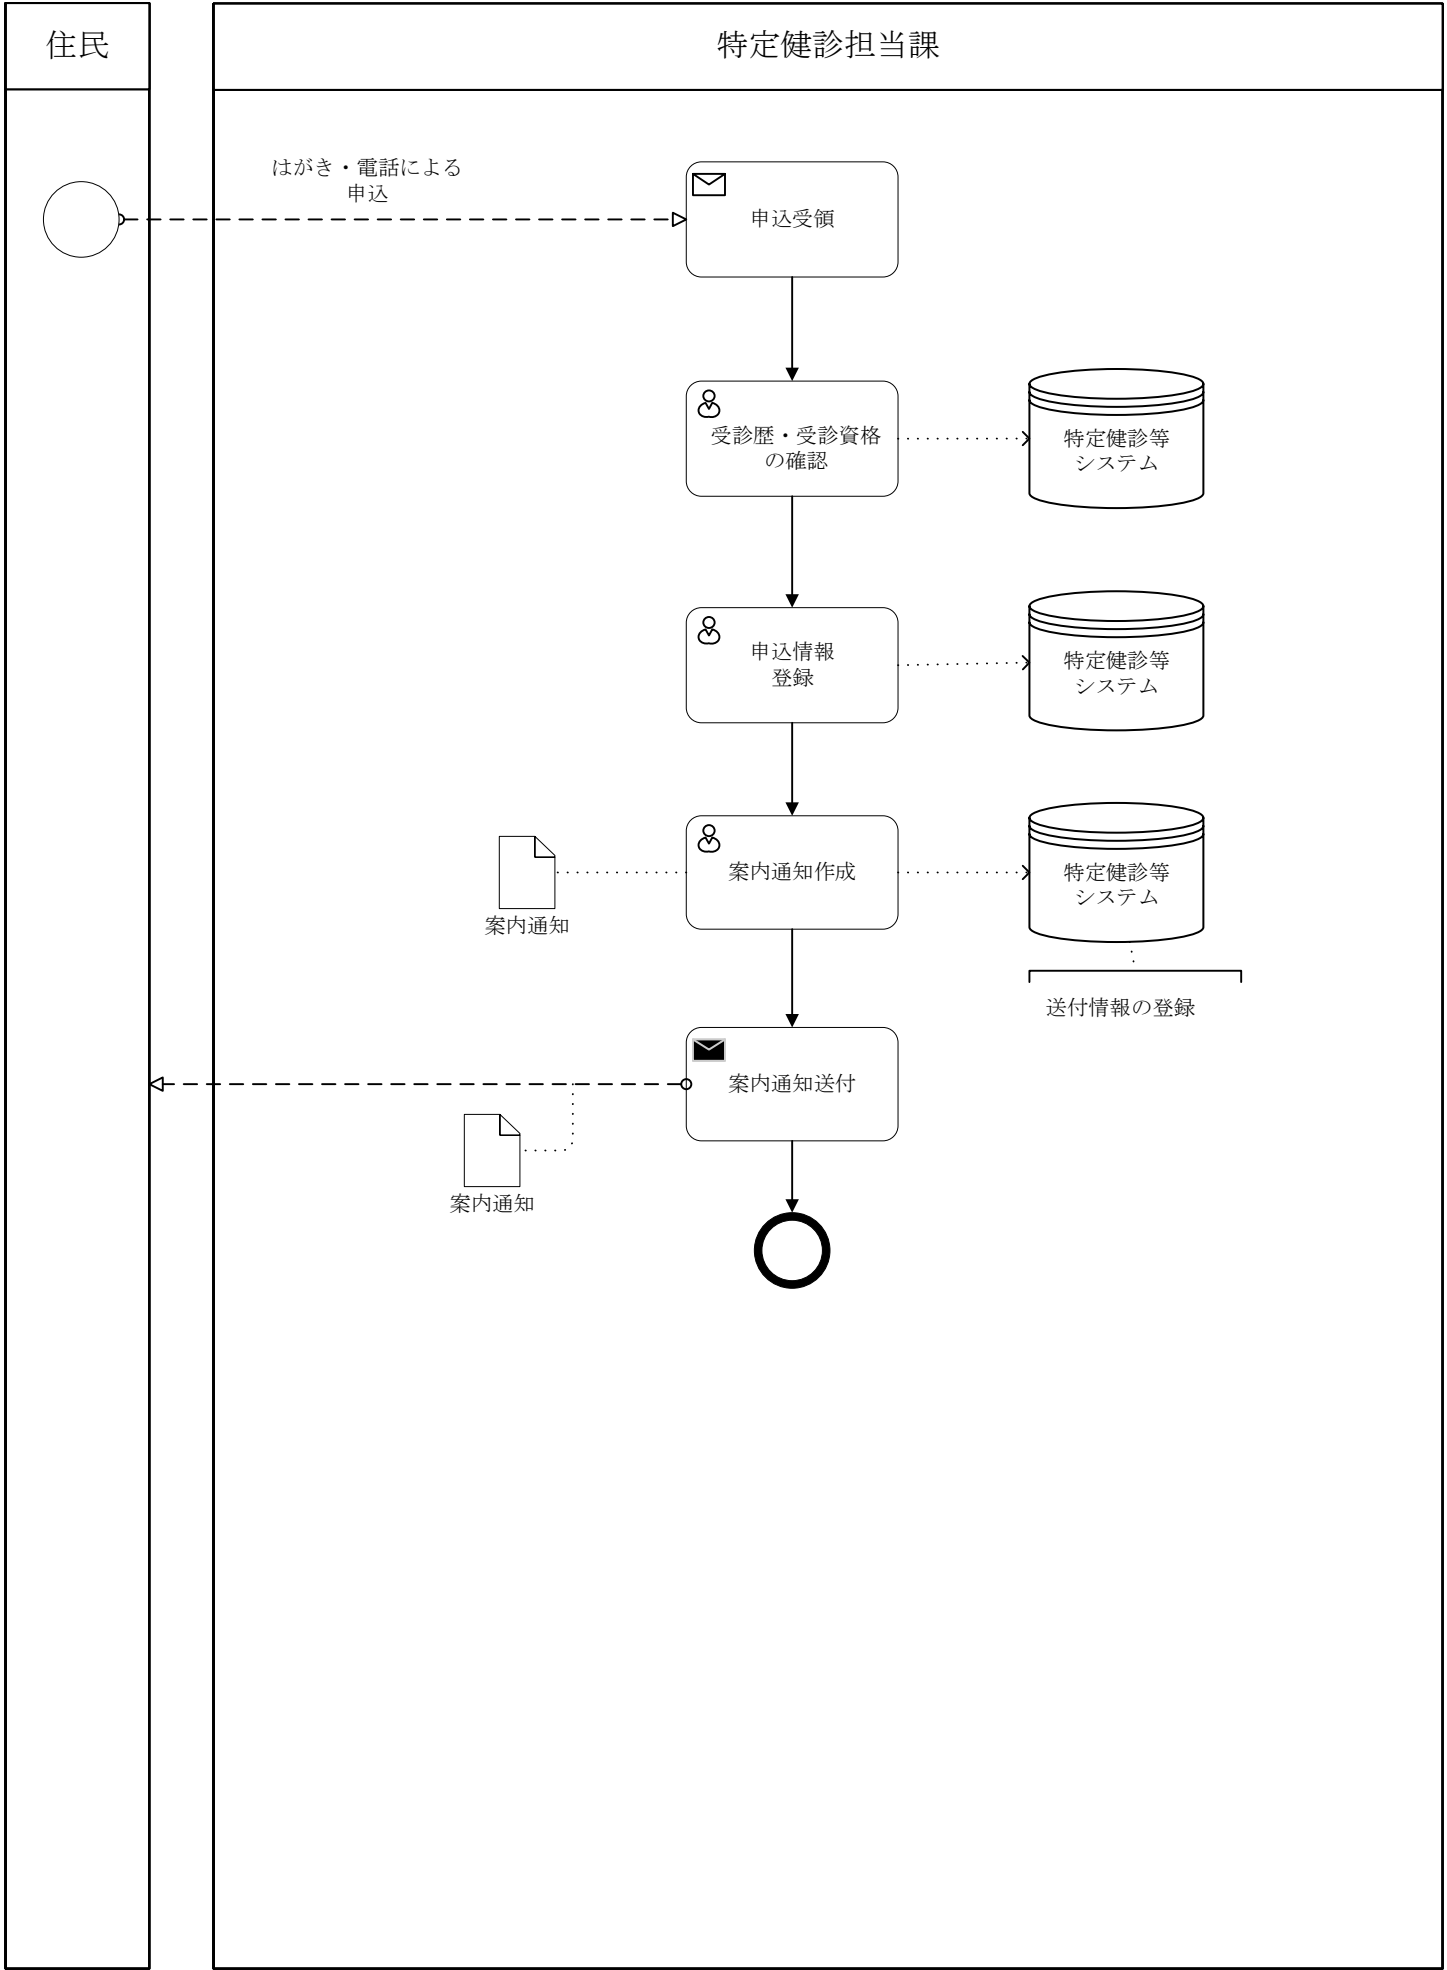 住民
特定健診担当課
はがき・電話による
申込
申込受領
受診歴・受診資格
の確認
特定健診等
システム
申込情報
登録
特定健診等
システム
案内通知作成
特定健診等
システム
案内通知
送付情報の登録
案内通知送付
案内通知